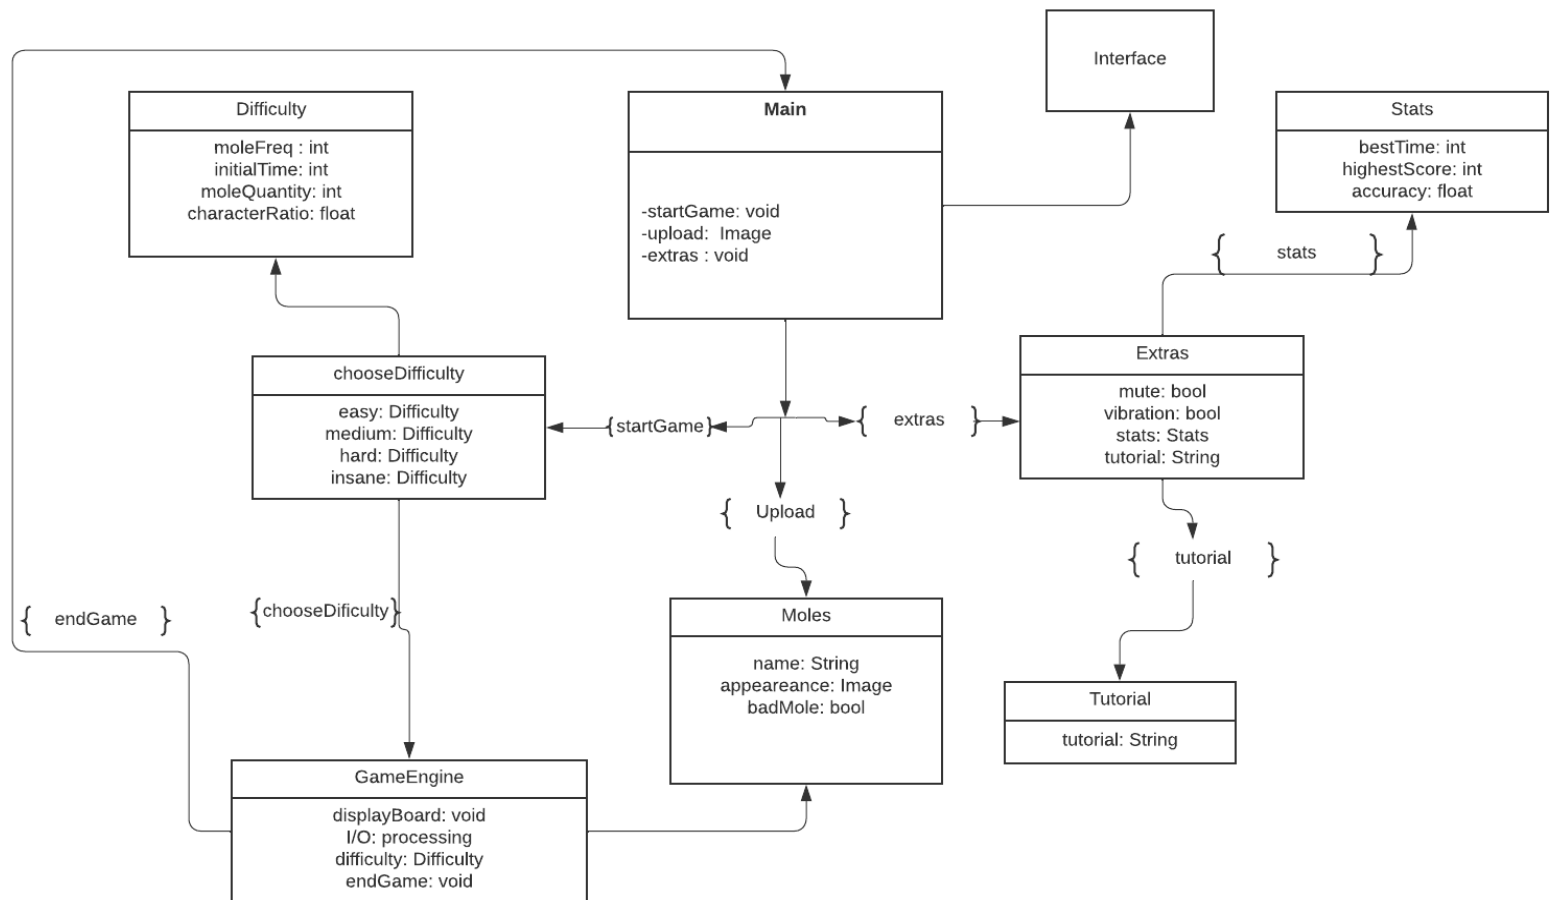 Interface
Difficulty
moleFreq : int
initialTime: int
moleQuantity: int
characterRatio: float
Main
-startGame: void
-upload:  Image
-extras : void
Stats
bestTime: int
highestScore: int
accuracy: float
{ stats }
chooseDifficulty
easy: Difficulty
medium: Difficulty
hard: Difficulty
insane: Difficulty
{startGame}
{ extras }
Extras
mute: bool
vibration: bool
stats: Stats
tutorial: String
{ Upload }
{ tutorial }
{ endGame }
{chooseDificulty}
Moles
name: String
appeareance: Image
badMole: bool
Tutorial
tutorial: String
GameEngine
displayBoard: void
I/O: processing
difficulty: Difficulty
endGame: void